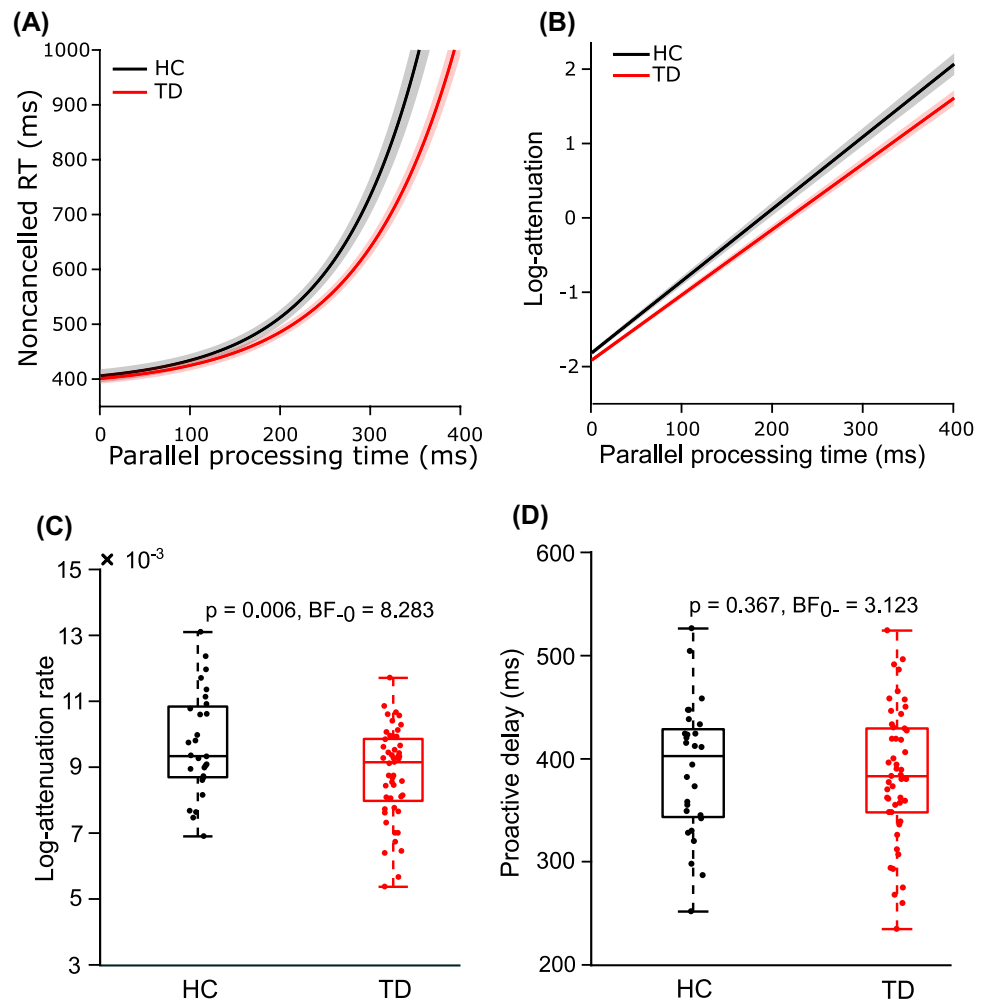 (A)
HC
TD
Noncancelled RT (ms)
1000
900
800
700
600
500
400
0 100 200 300 400
Parallel processing time (ms)
(B)
HC
TD
Log-attenuation
2
1
0
-1
-2
0 100 200 300 400
Parallel processing time (ms)
(C)
× 10⁻³
p = 0.006, BF-0 = 8.283
Log-attenuation rate
15
13
11
9
7
5
3
HC TD
(D)
p = 0.367, BF0- = 3.123
Proactive delay (ms)
600
500
400
300
200
HC TD